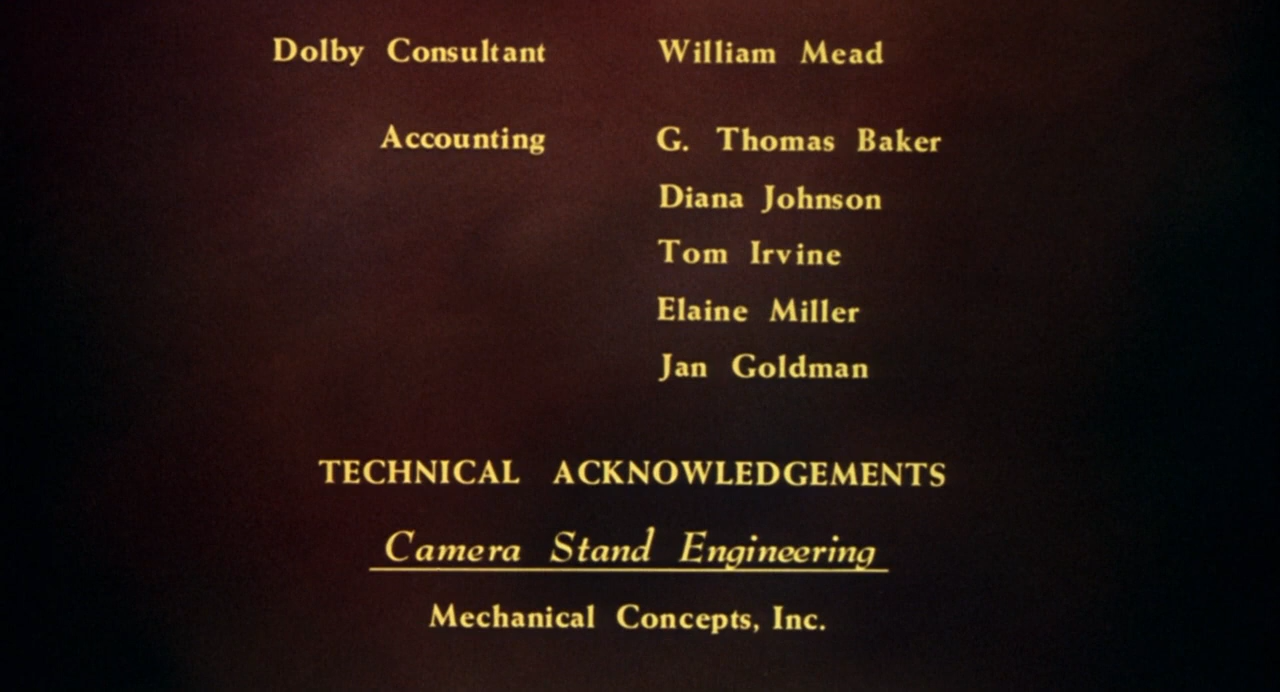 Dolby Consultant William Mead
Accounting G. Thomas Baker
Diana Johnson
Tom Irvine
Elaine Miller
Jan Goldman
TECHNICAL ACKNOWLEDGEMENTS
Camera Stand Engineering
Mechanical Concepts, Inc.